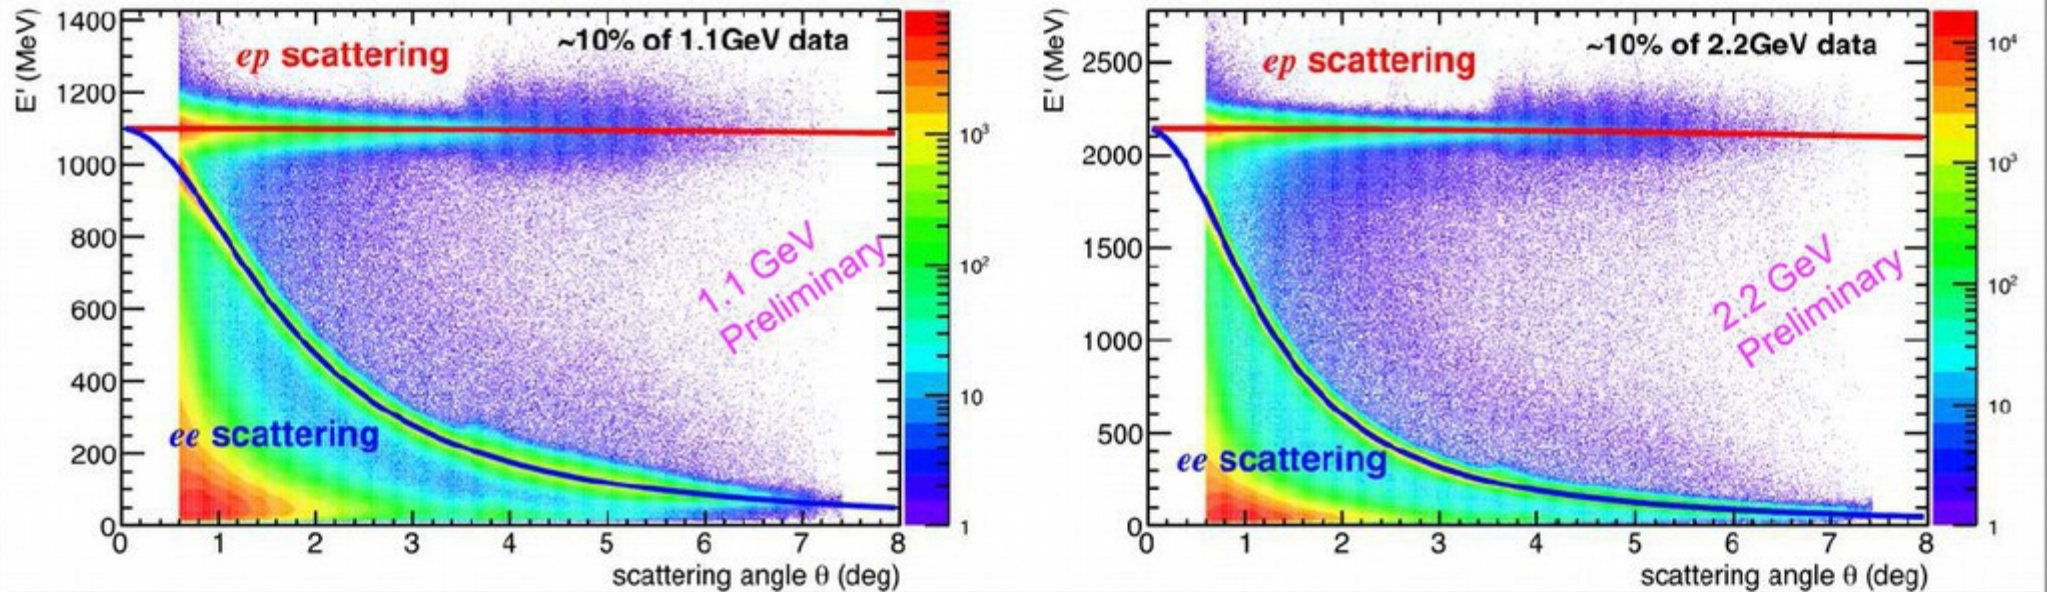 1400
1200
1000
800
600
400
200
0
E' (MeV)
ep scattering
~10% of 1.1GeV data
1.1 GeV
Preliminary
ee scattering
0 1 2 3 4 5 6 7 8
scattering angle θ (deg)
10³
10²
10
1
2500
2000
1500
1000
500
0
E' (MeV)
ep scattering
~10% of 2.2GeV data
2.2 GeV
Preliminary
ee scattering
0 1 2 3 4 5 6 7 8
scattering angle θ (deg)
10⁴
10³
10²
10
1